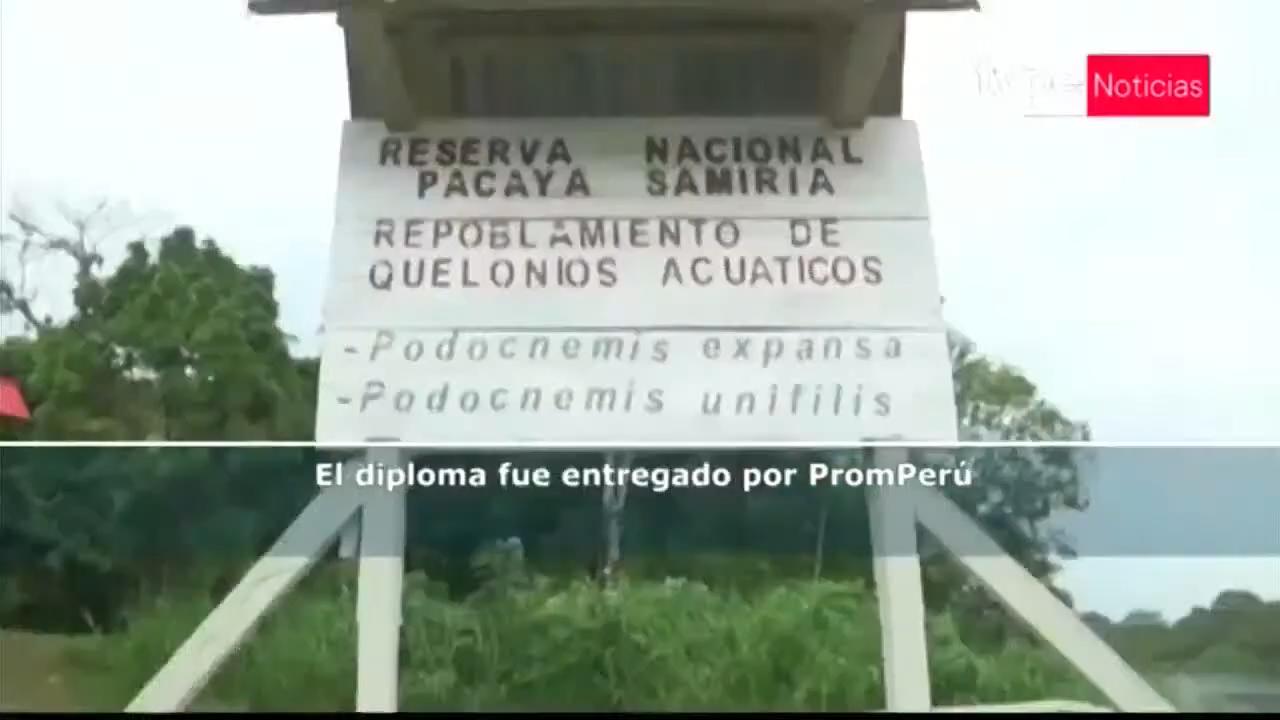 Noticias
RESERVA NACIONAL
PACAYA SAMIRIA
REPOBLAMIENTO DE
QUELONIOS ACUATICOS
-Podocnemis expansa
-Podocnemis unifilis
El diploma fue entregado por PromPerú